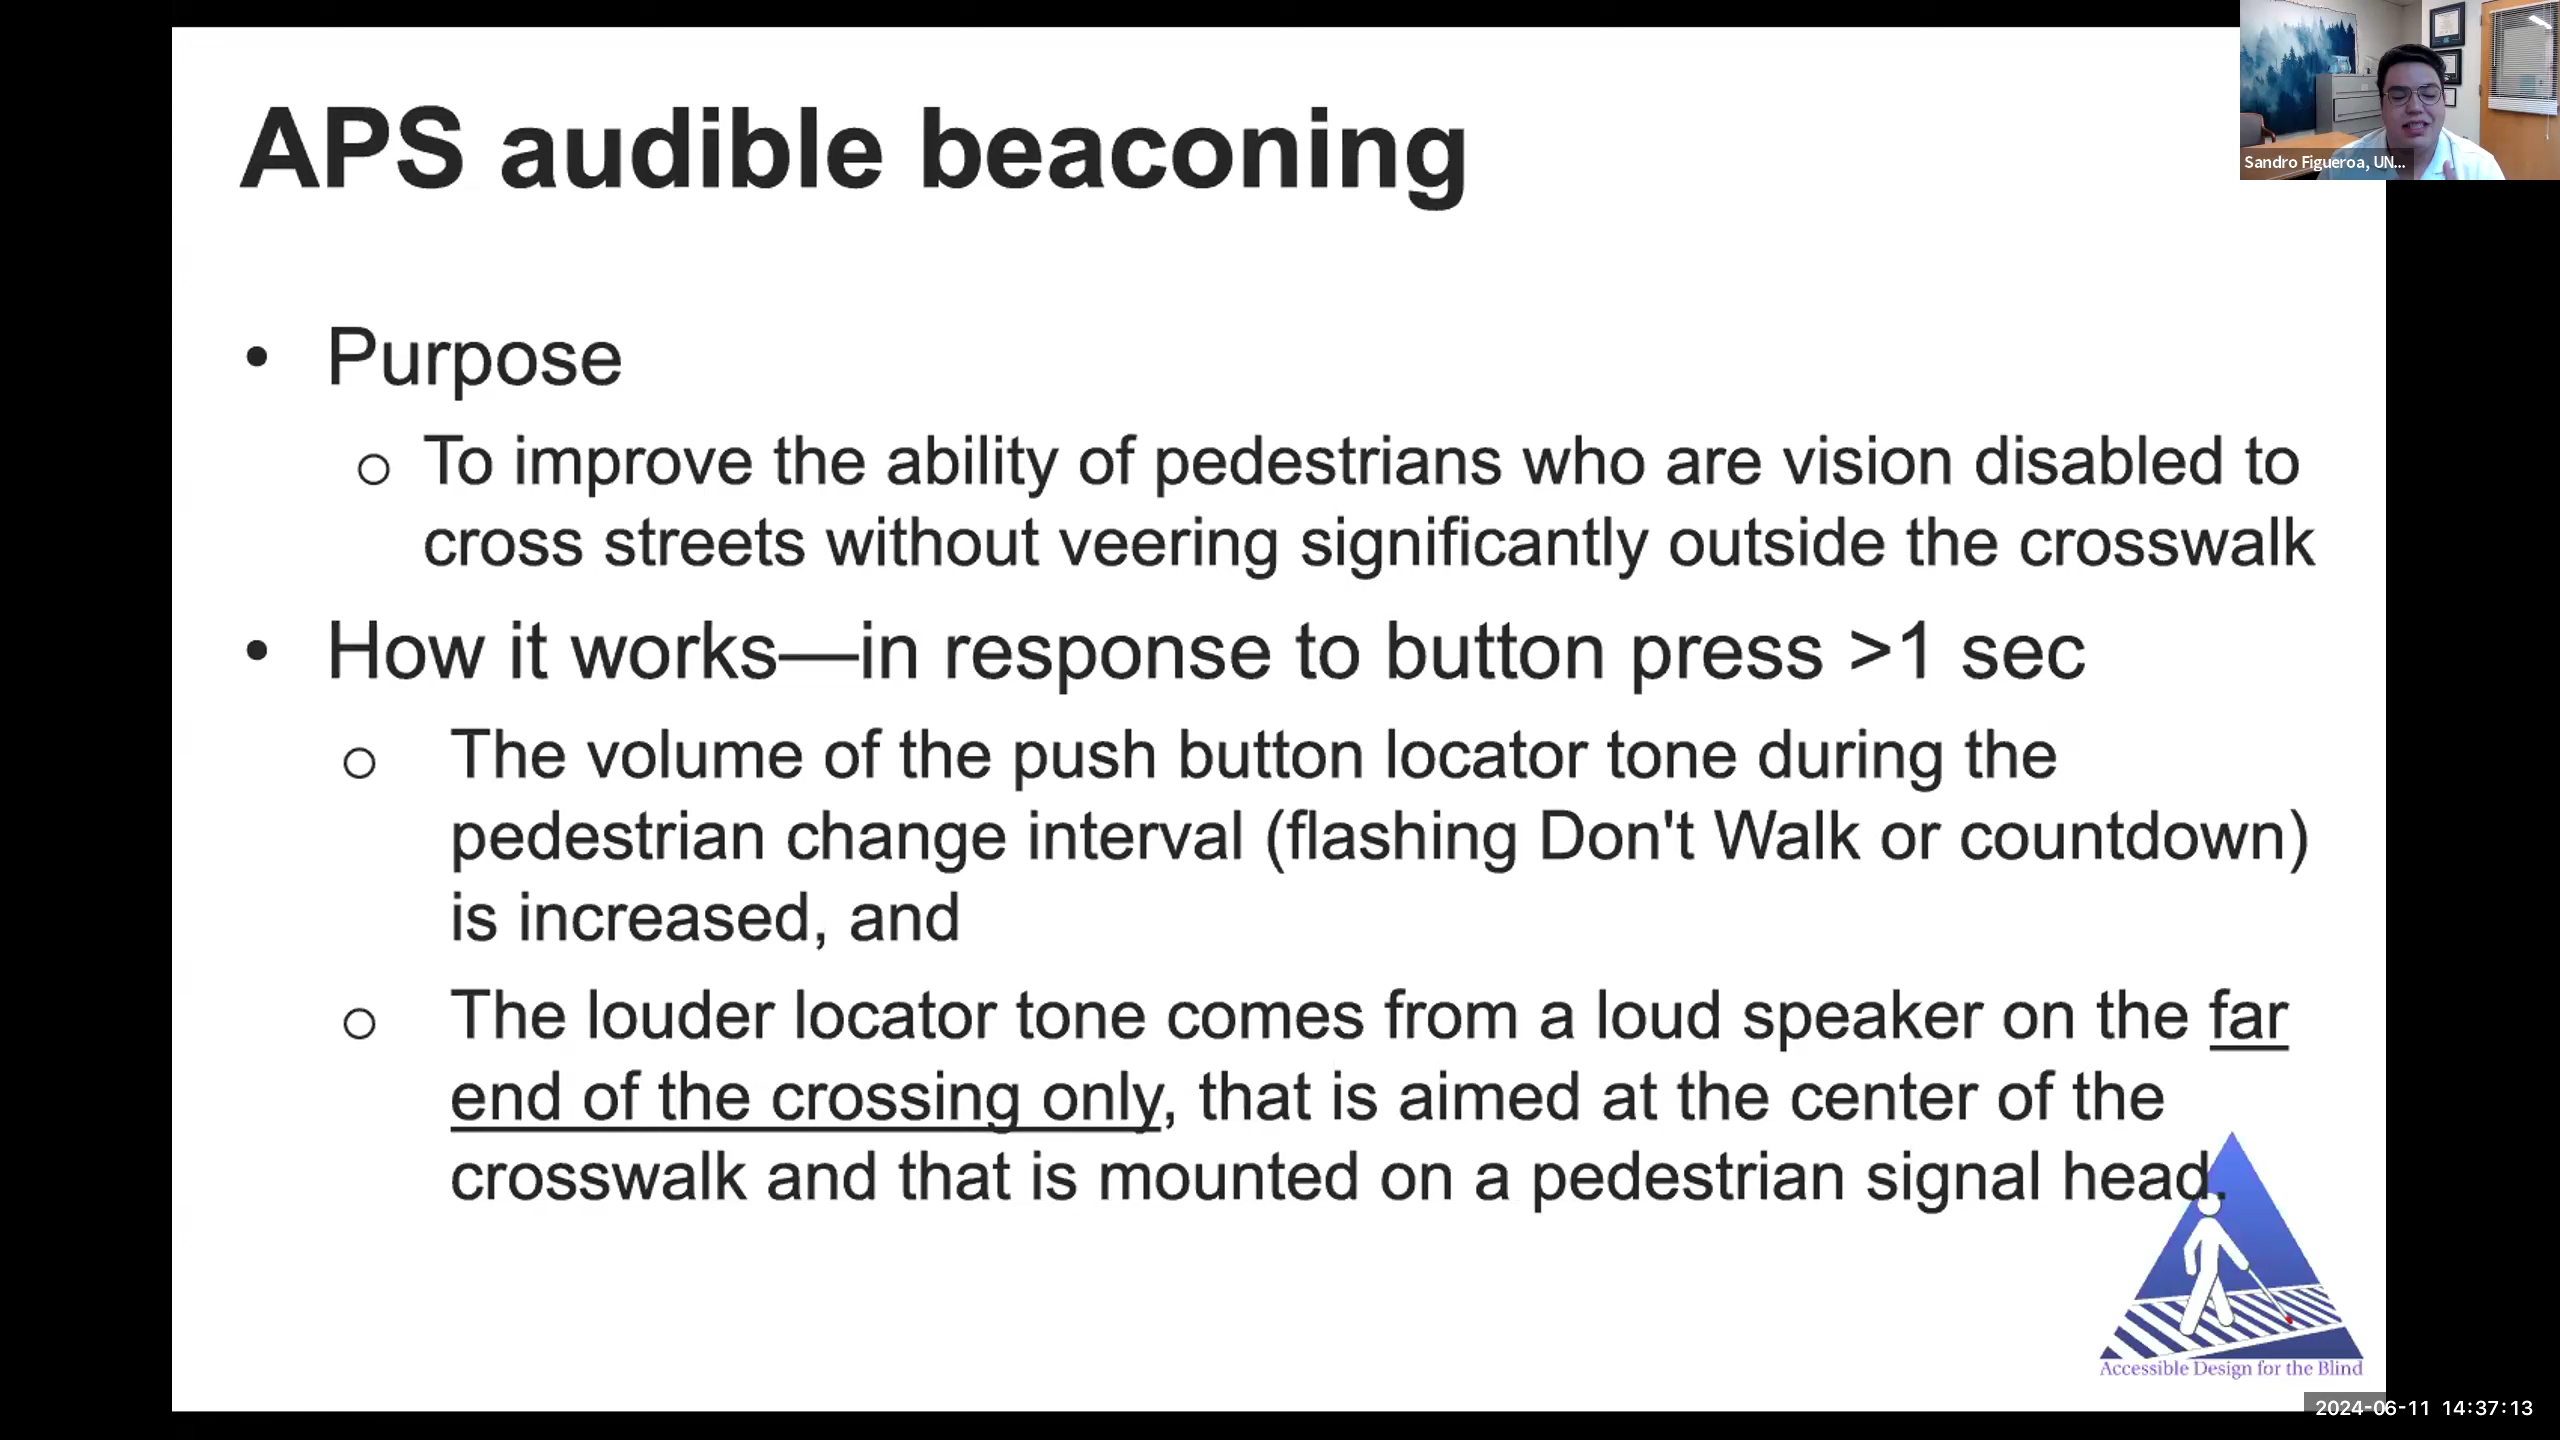 APS audible beaconing
Sandro Figueroa, UN...
• Purpose
o To improve the ability of pedestrians who are vision disabled to
cross streets without veering significantly outside the crosswalk
• How it works—in response to button press >1 sec
o The volume of the push button locator tone during the
pedestrian change interval (flashing Don't Walk or countdown)
is increased, and
o The louder locator tone comes from a loud speaker on the far
end of the crossing only, that is aimed at the center of the
crosswalk and that is mounted on a pedestrian signal head.
Accessible Design for the Blind
2024-06-11 14:37:13